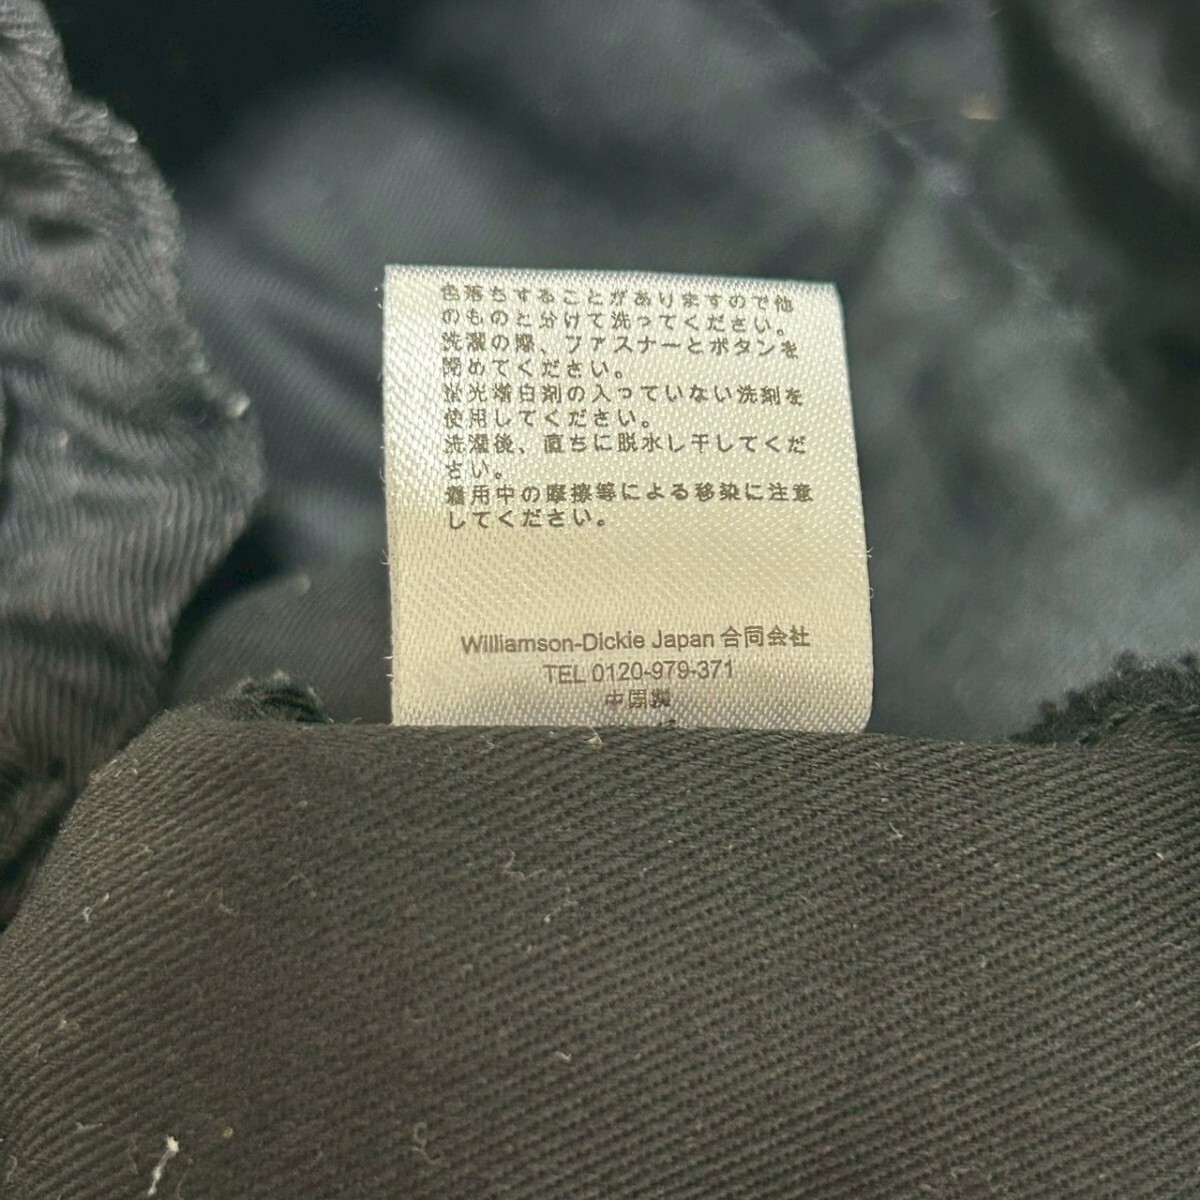 色落ちすることがありますので他
のものと分けて洗ってください。
洗濯の際、ファスナーとボタンを
閉めてください。
蛍光増白剤の入っていない洗剤を
使用してください。
洗濯後、直ちに脱水し干してくだ
さい。
着用中の摩擦等による移染に注意
してください。
Williamson-Dickie Japan 合同会社
TEL 0120-979-371
中国製